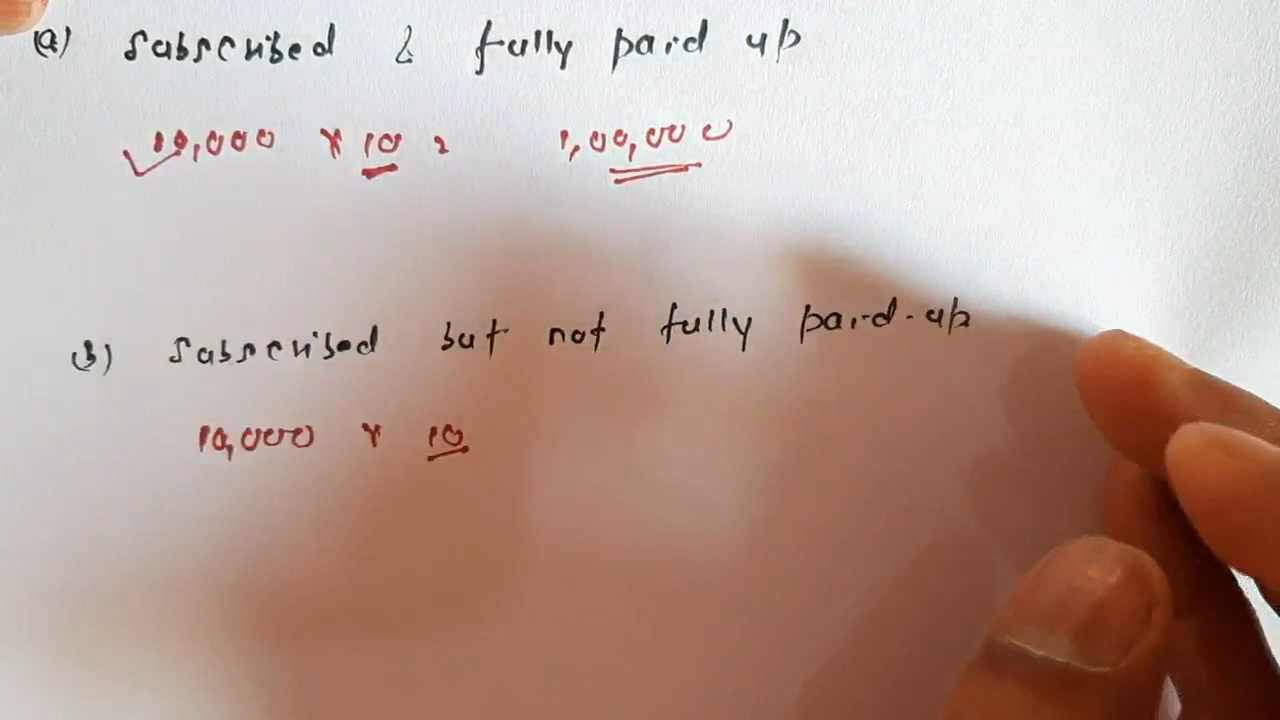 (a) Subscribed & fully paid up
10,000 x 10 = 1,00,000
(b) Subscribed but not fully paid-up
10,000 x 10